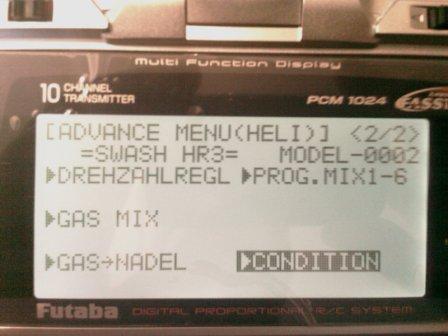 Multi Function Display
10 CHANNEL TRANSMITTER
PCM 1024
[ADVANCE MENU(HELI)] <2/2>
=SWASH HR3= MODEL-0002
▶DREHZAHLREGL ▶PROG.MIX1-6
▶GAS MIX
▶GAS→NADEL ▶CONDITION
Futaba DIGITAL PROPORTIONAL R/C SYSTEM